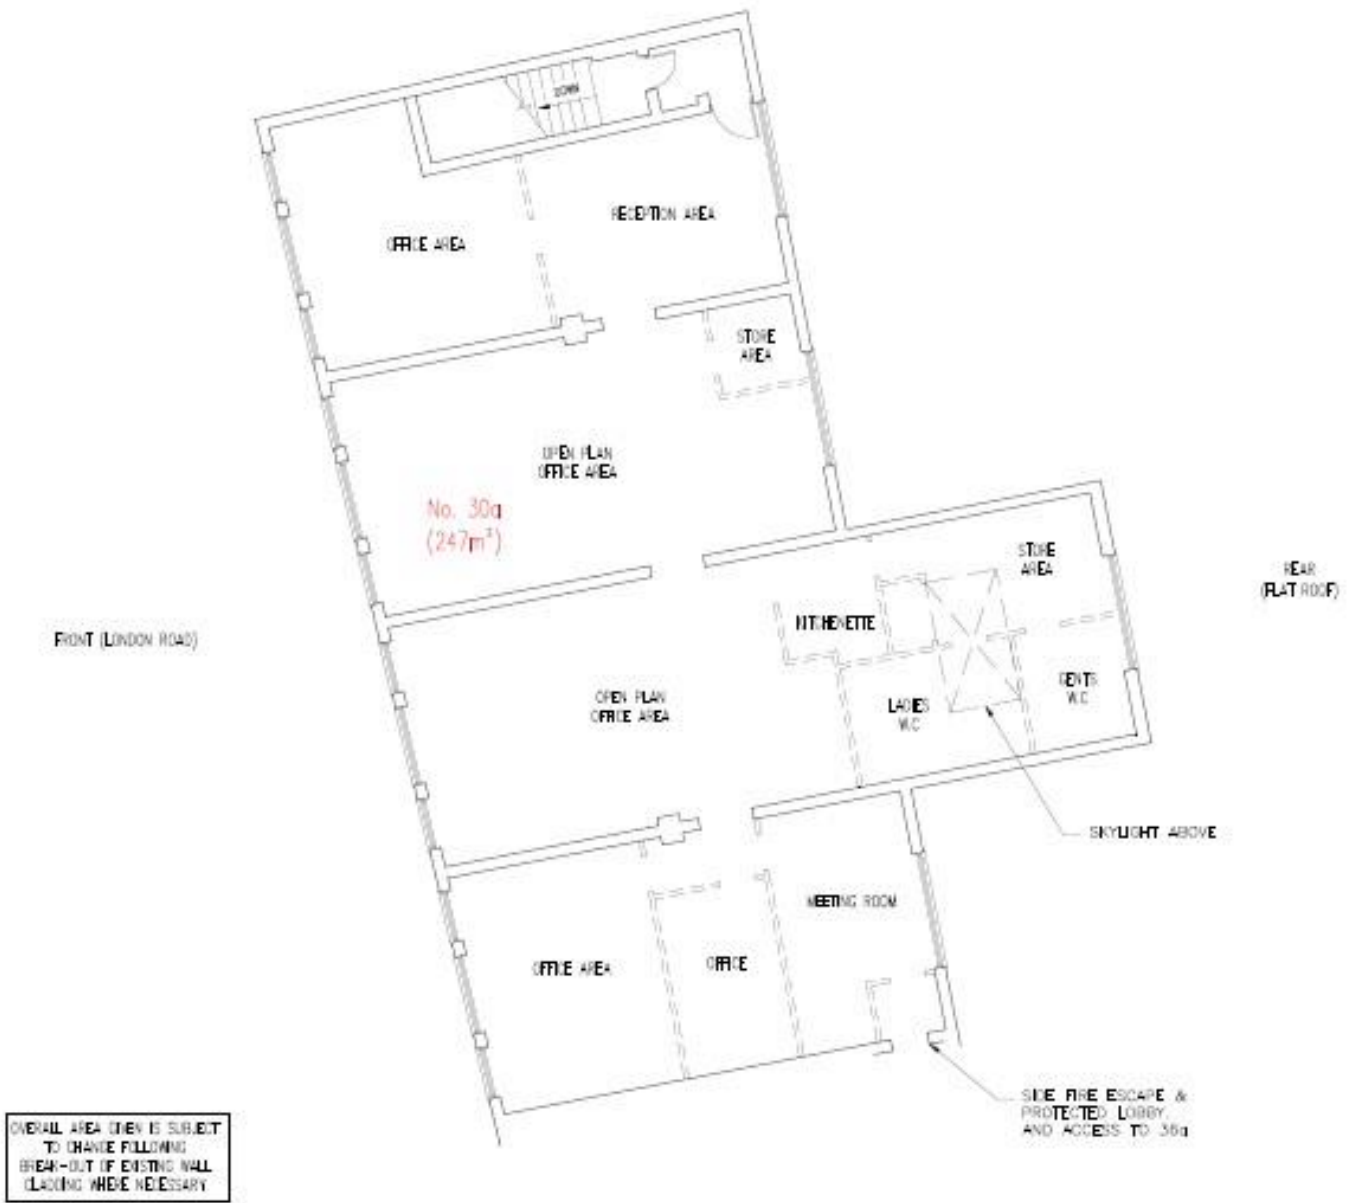 DOWN
RECEPTION AREA
OFFICE AREA
STORE
AREA
OPEN PLAN
OFFICE AREA
No. 30a
(247m²)
STORE
AREA
REAR
(FLAT ROOF)
KITCHENETTE
FRONT (LONDON ROAD)
GENTS
W.C
LADIES
W.C
OPEN PLAN
OFFICE AREA
SKYLIGHT ABOVE
MEETING ROOM
OFFICE AREA
OFFICE
SIDE FIRE ESCAPE &
PROTECTED LOBBY.
AND ACCESS TO 36a
OVERALL AREA GIVEN IS SUBJECT
TO CHANGE FOLLOWING
BREAK-OUT OF EXISTING WALL
CLADDING WHERE NECESSARY